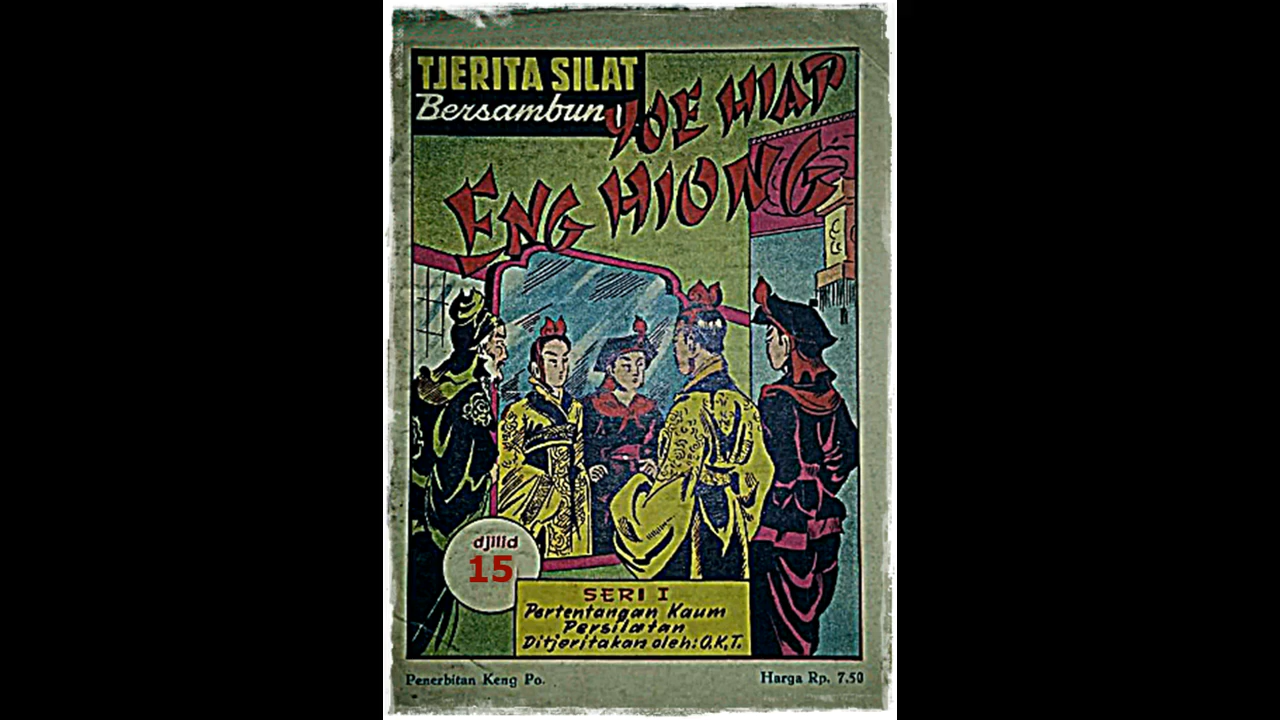 TJERITA SILAT
Bersambun
YOE HIAP
ENG HIONG
djilid
15
SERI I
Pertentangan Kaum
Persilatan
Ditjeritakan oleh: O.K.T.
Penerbitan Keng Po.
Harga Rp. 7.50